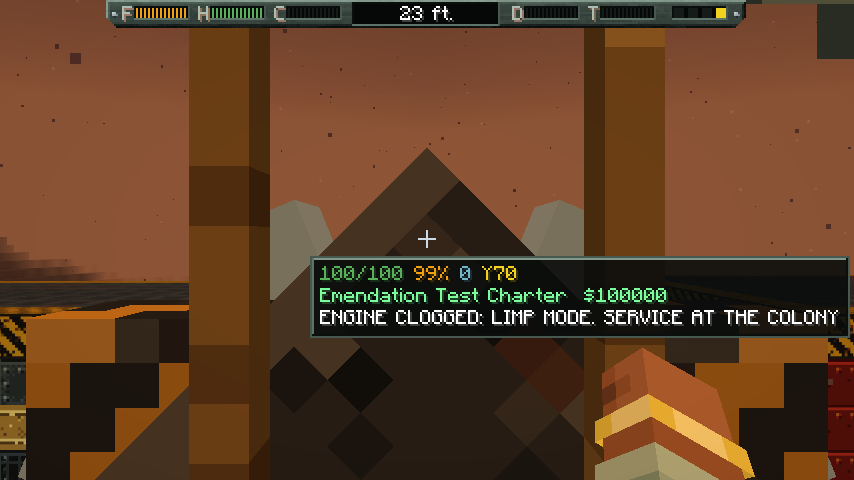 F H C 23 ft. D T
100/100 99% 0 Y70
Emendation Test Charter $100000
ENGINE CLOGGED: LIMP MODE. SERVICE AT THE COLONY